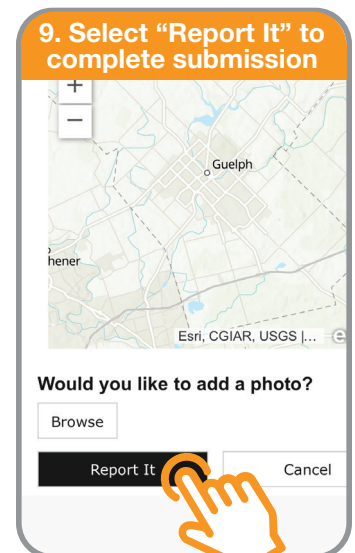 9. Select “Report It” to
complete submission
+
−
Guelph
hener
Esri, CGIAR, USGS |...
Would you like to add a photo?
Browse
Report It
Cancel